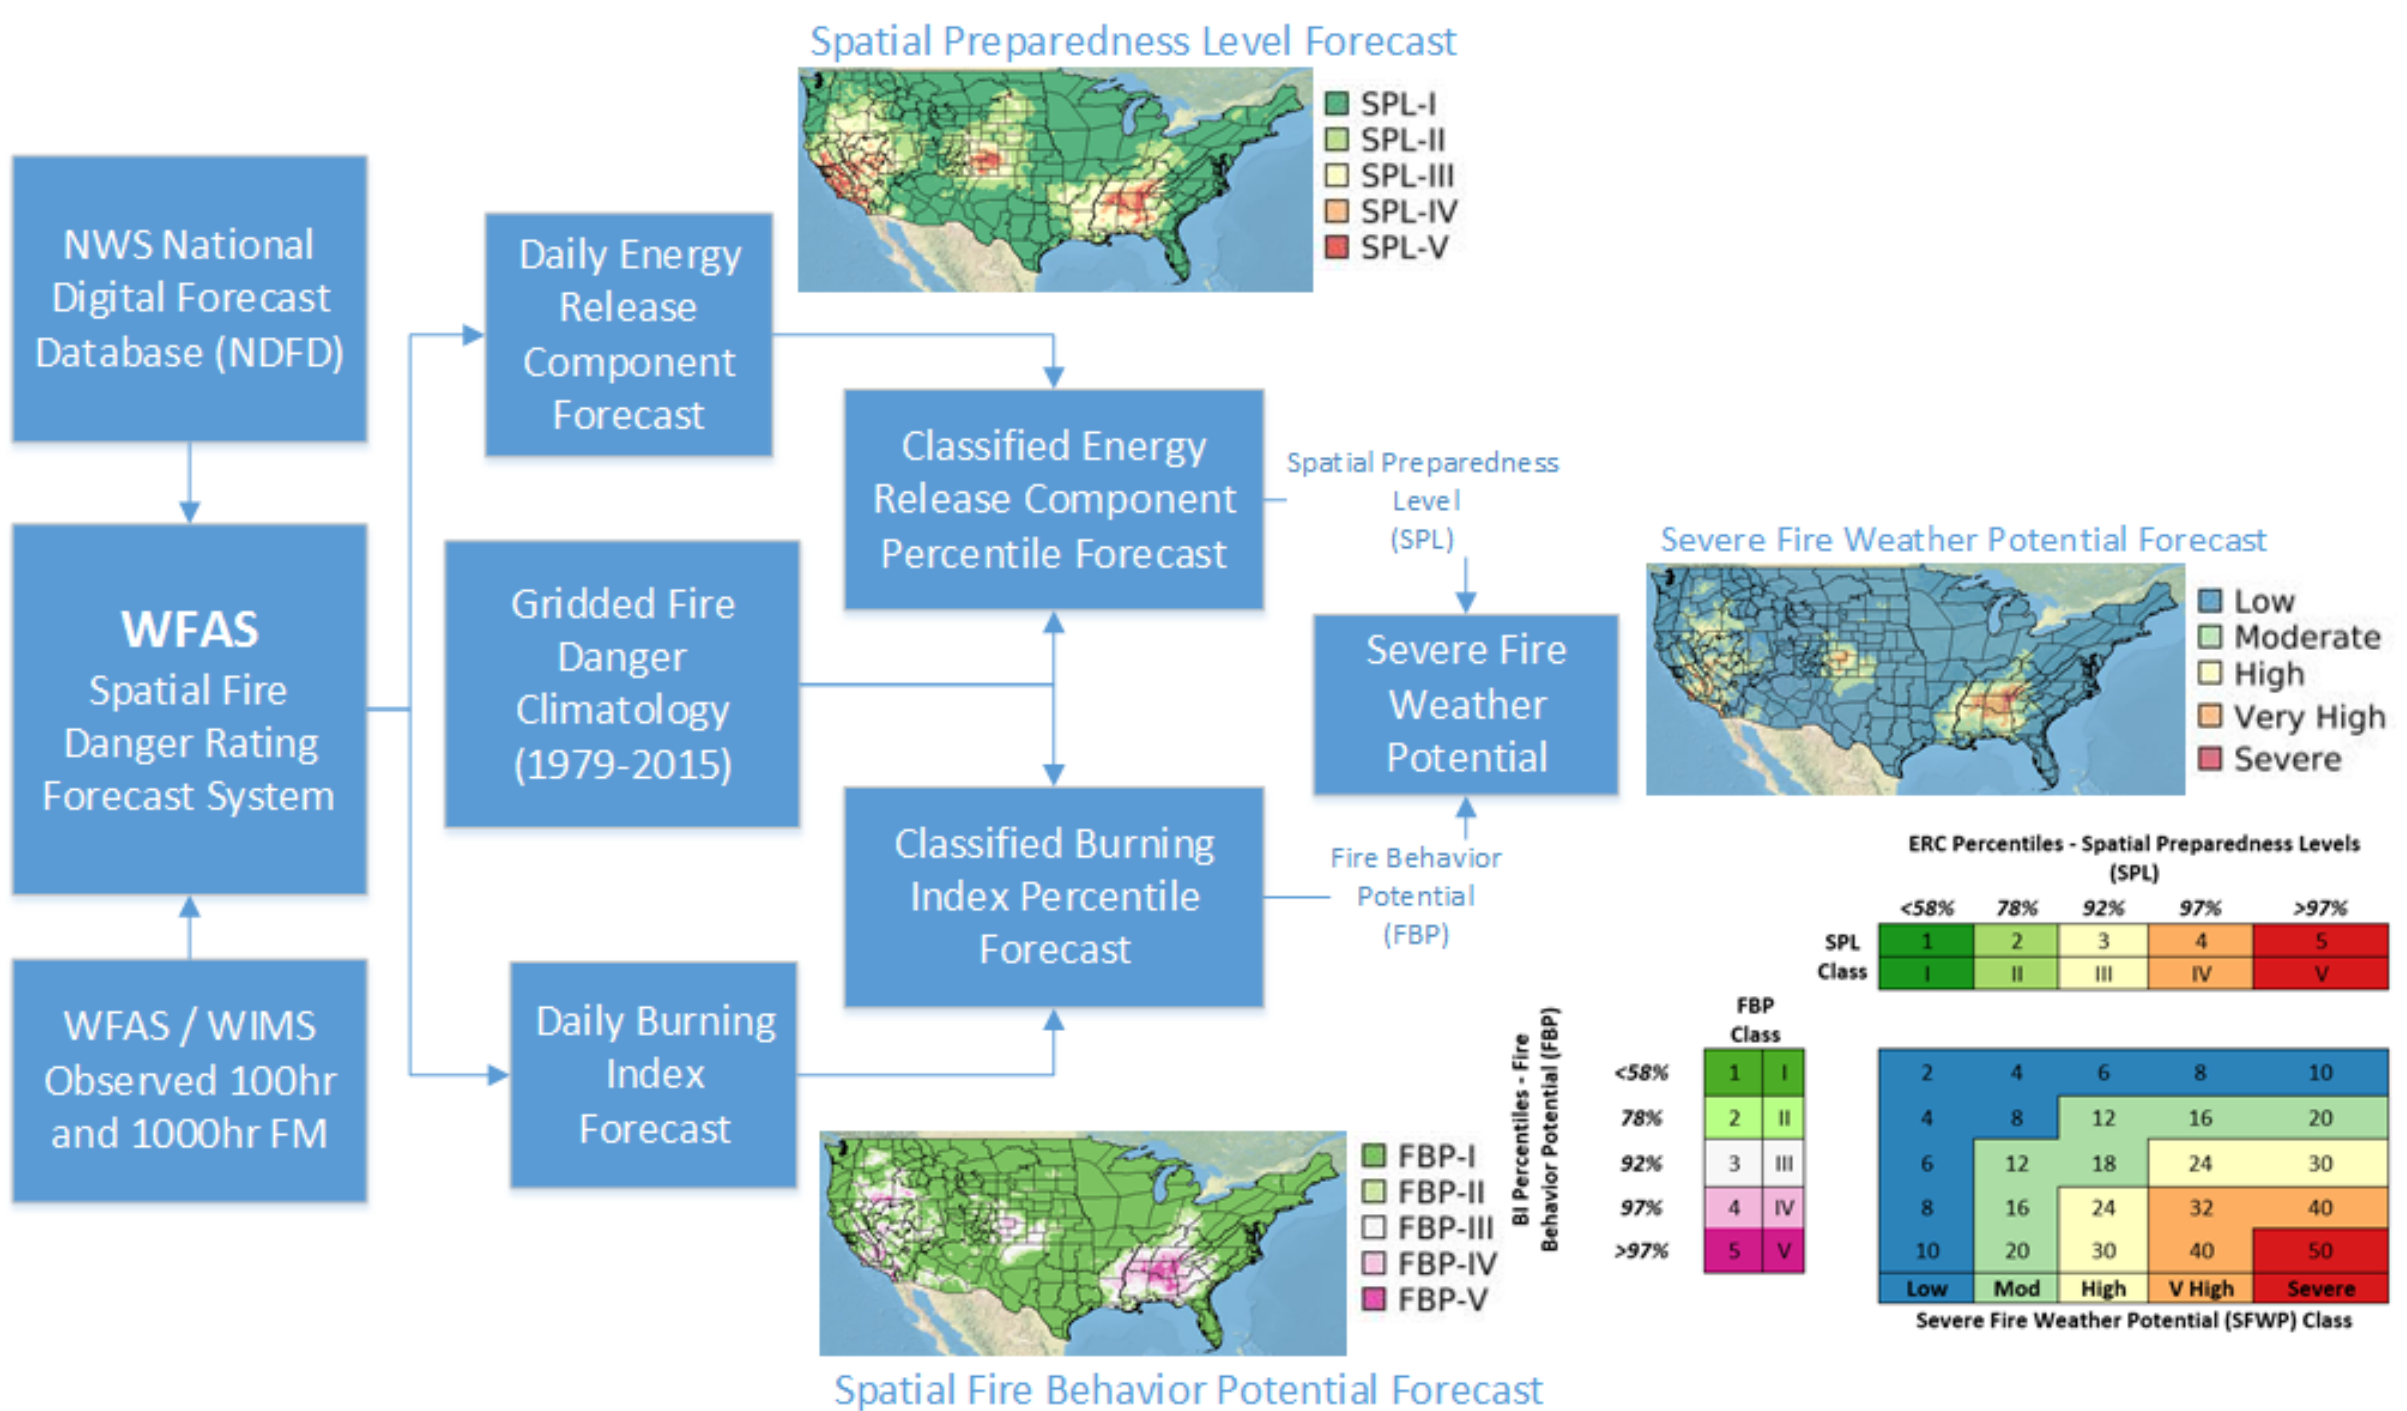 Spatial Preparedness Level Forecast
SPL-I
SPL-II
SPL-III
SPL-IV
SPL-V
NWS National
Digital Forecast
Database (NDFD)
Daily Energy
Release
Component
Forecast
Classified Energy
Release Component
Percentile Forecast
Spatial Preparedness
Level
(SPL)
WFAS
Spatial Fire
Danger Rating
Forecast System
Gridded Fire
Danger
Climatology
(1979-2015)
Severe Fire
Weather
Potential
Severe Fire Weather Potential Forecast
Low
Moderate
High
Very High
Severe
Classified Burning
Index Percentile
Forecast
Fire Behavior
Potential
(FBP)
WFAS / WIMS
Observed 100hr
and 1000hr FM
Daily Burning
Index
Forecast
FBP-I
FBP-II
FBP-III
FBP-IV
FBP-V
Spatial Fire Behavior Potential Forecast
ERC Percentiles - Spatial Preparedness Levels
(SPL)
<58% 78% 92% 97% >97%
SPL 1 2 3 4 5
Class I II III IV V
BI Percentiles - Fire
Behavior Potential (FBP)
FBP
Class
<58% 1 I 2 4 6 8 10
78% 2 II 4 8 12 16 20
92% 3 III 6 12 18 24 30
97% 4 IV 8 16 24 32 40
>97% 5 V 10 20 30 40 50
Low Mod High V High Severe
Severe Fire Weather Potential (SFWP) Class